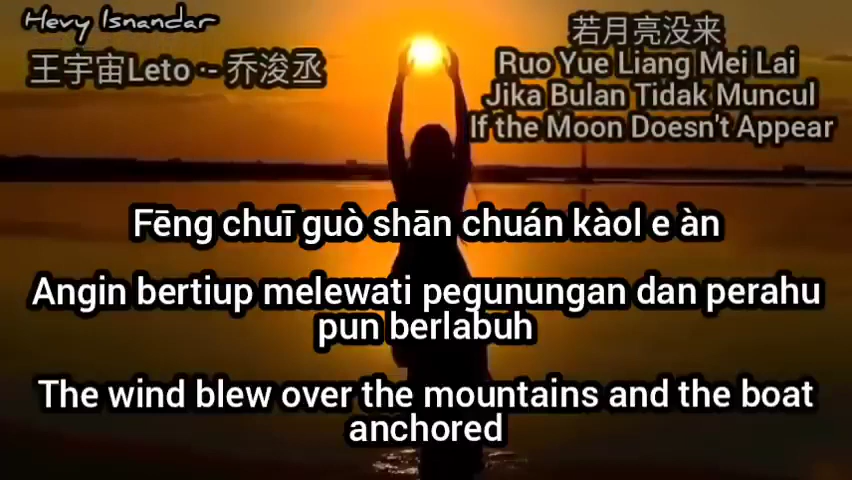 Hevy Isnandar
王宇宙Leto -- 乔浚丞
若月亮没来
Ruo Yue Liang Mei Lai
Jika Bulan Tidak Muncul
If the Moon Doesn't Appear
Fēng chuī guò shān chuán kàol e àn
Angin bertiup melewati pegunungan dan perahu
pun berlabuh
The wind blew over the mountains and the boat
anchored